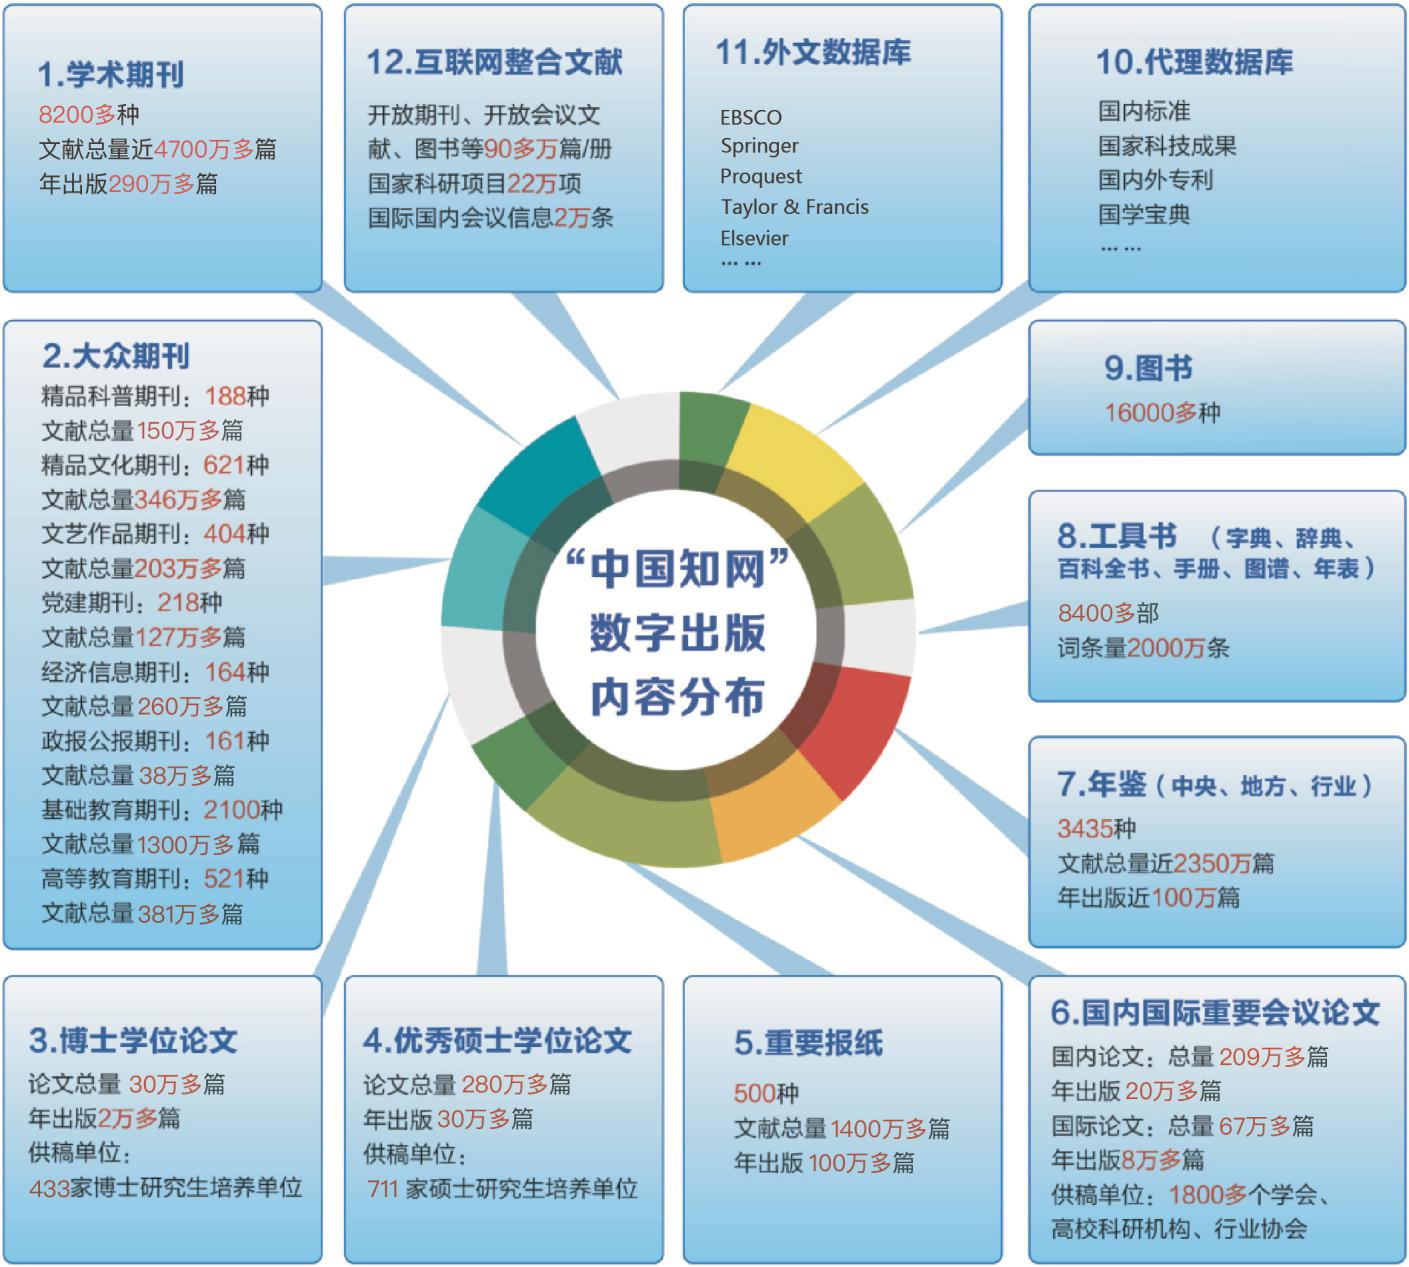 1.学术期刊
8200多种
文献总量近4700万多篇
年出版290万多篇
12.互联网整合文献
开放期刊、开放会议文
献、图书等90多万篇/册
国家科研项目22万项
国际国内会议信息2万条
11.外文数据库
EBSCO
Springer
Proquest
Taylor & Francis
Elsevier
... ...
10.代理数据库
国内标准
国家科技成果
国内外专利
国学宝典
... ...
2.大众期刊
精品科普期刊：188种
文献总量150万多篇
精品文化期刊：621种
文献总量346万多篇
文艺作品期刊：404种
文献总量203万多篇
党建期刊：218种
文献总量127万多篇
经济信息期刊：164种
文献总量260万多篇
政报公报期刊：161种
文献总量38万多篇
基础教育期刊：2100种
文献总量1300万多篇
高等教育期刊：521种
文献总量381万多篇
“中国知网”
数字出版
内容分布
9.图书
16000多种
8.工具书 （字典、辞典、
百科全书、手册、图谱、年表）
8400多部
词条量2000万条
7.年鉴（中央、地方、行业）
3435种
文献总量近2350万篇
年出版近100万篇
3.博士学位论文
论文总量 30万多篇
年出版2万多篇
供稿单位：
433家博士研究生培养单位
4.优秀硕士学位论文
论文总量 280万多篇
年出版 30万多篇
供稿单位：
711 家硕士研究生培养单位
5.重要报纸
500种
文献总量1400万多篇
年出版 100万多篇
6.国内国际重要会议论文
国内论文：总量 209万多篇
年出版 20万多篇
国际论文：总量 67万多篇
年出版8万多篇
供稿单位：1800多个学会、
高校科研机构、行业协会